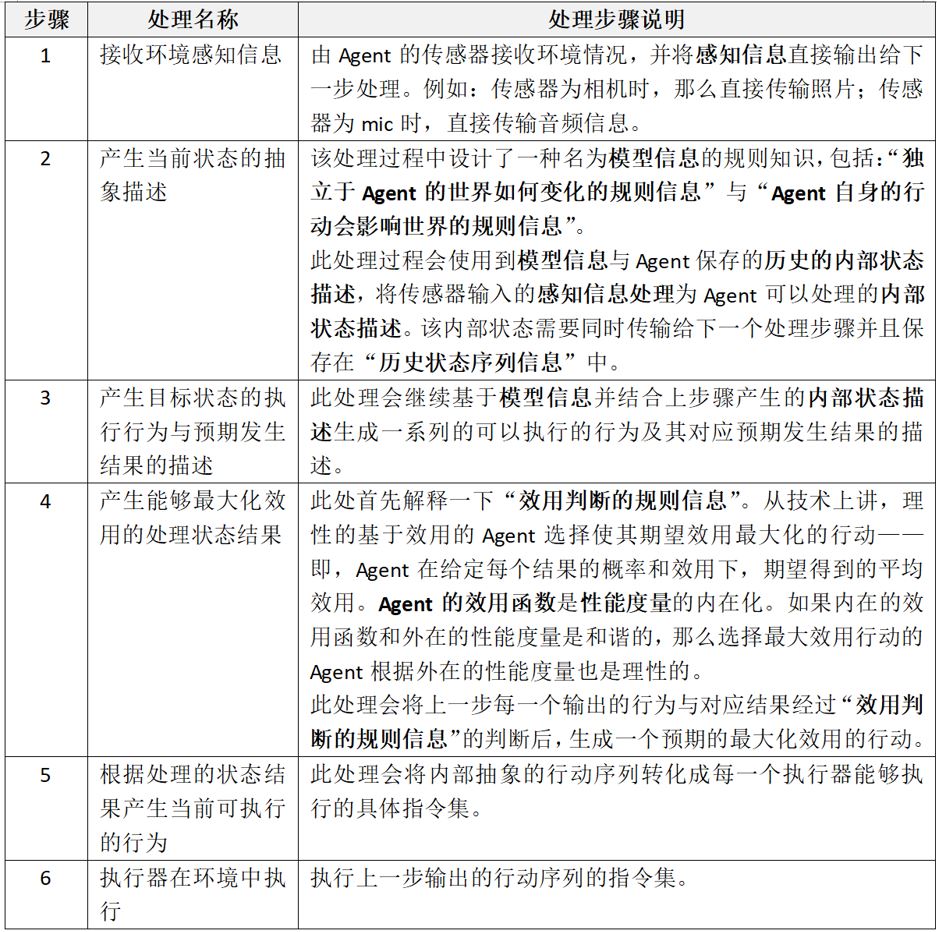 步骤 处理名称 处理步骤说明
1 接收环境感知信息 由 Agent 的传感器接收环境情况，并将感知信息直接输出给下
一步处理。例如：传感器为相机时，那么直接传输照片；传感
器为 mic 时，直接传输音频信息。
2 产生当前状态的抽 该处理过程中设计了一种名为模型信息的规则知识，包括：“独
象描述 立于 Agent 的世界如何变化的规则信息”与“Agent 自身的行
动会影响世界的规则信息”。
此处理过程会使用到模型信息与 Agent 保存的历史的内部状态
描述，将传感器输入的感知信息处理为 Agent 可以处理的内部
状态描述。该内部状态需要同时传输给下一个处理步骤并且保
存在“历史状态序列信息”中。
3 产生目标状态的执 此处理会继续基于模型信息并结合上步骤产生的内部状态描
行行为与预期发生 述生成一系列的可以执行的行为及其对应预期发生结果的描
结果的描述 述。
4 产生能够最大化效 此处首先解释一下“效用判断的规则信息”。从技术上讲，理
用的处理状态结果 性的基于效用的 Agent 选择使其期望效用最大化的行动——
即，Agent 在给定每个结果的概率和效用下，期望得到的平均
效用。Agent 的效用函数是性能度量的内在化。如果内在的效
用函数和外在的性能度量是和谐的，那么选择最大效用行动的
Agent 根据外在的性能度量也是理性的。
此处理会将上一步每一个输出的行为与对应结果经过“效用判
断的规则信息”的判断后，生成一个预期的最大化效用的行动。
5 根据处理的状态结 此处理会将内部抽象的行动序列转化成每一个执行器能够执
果产生当前可执行 行的具体指令集。
的行为
6 执行器在环境中执 执行上一步输出的行动序列的指令集。
行